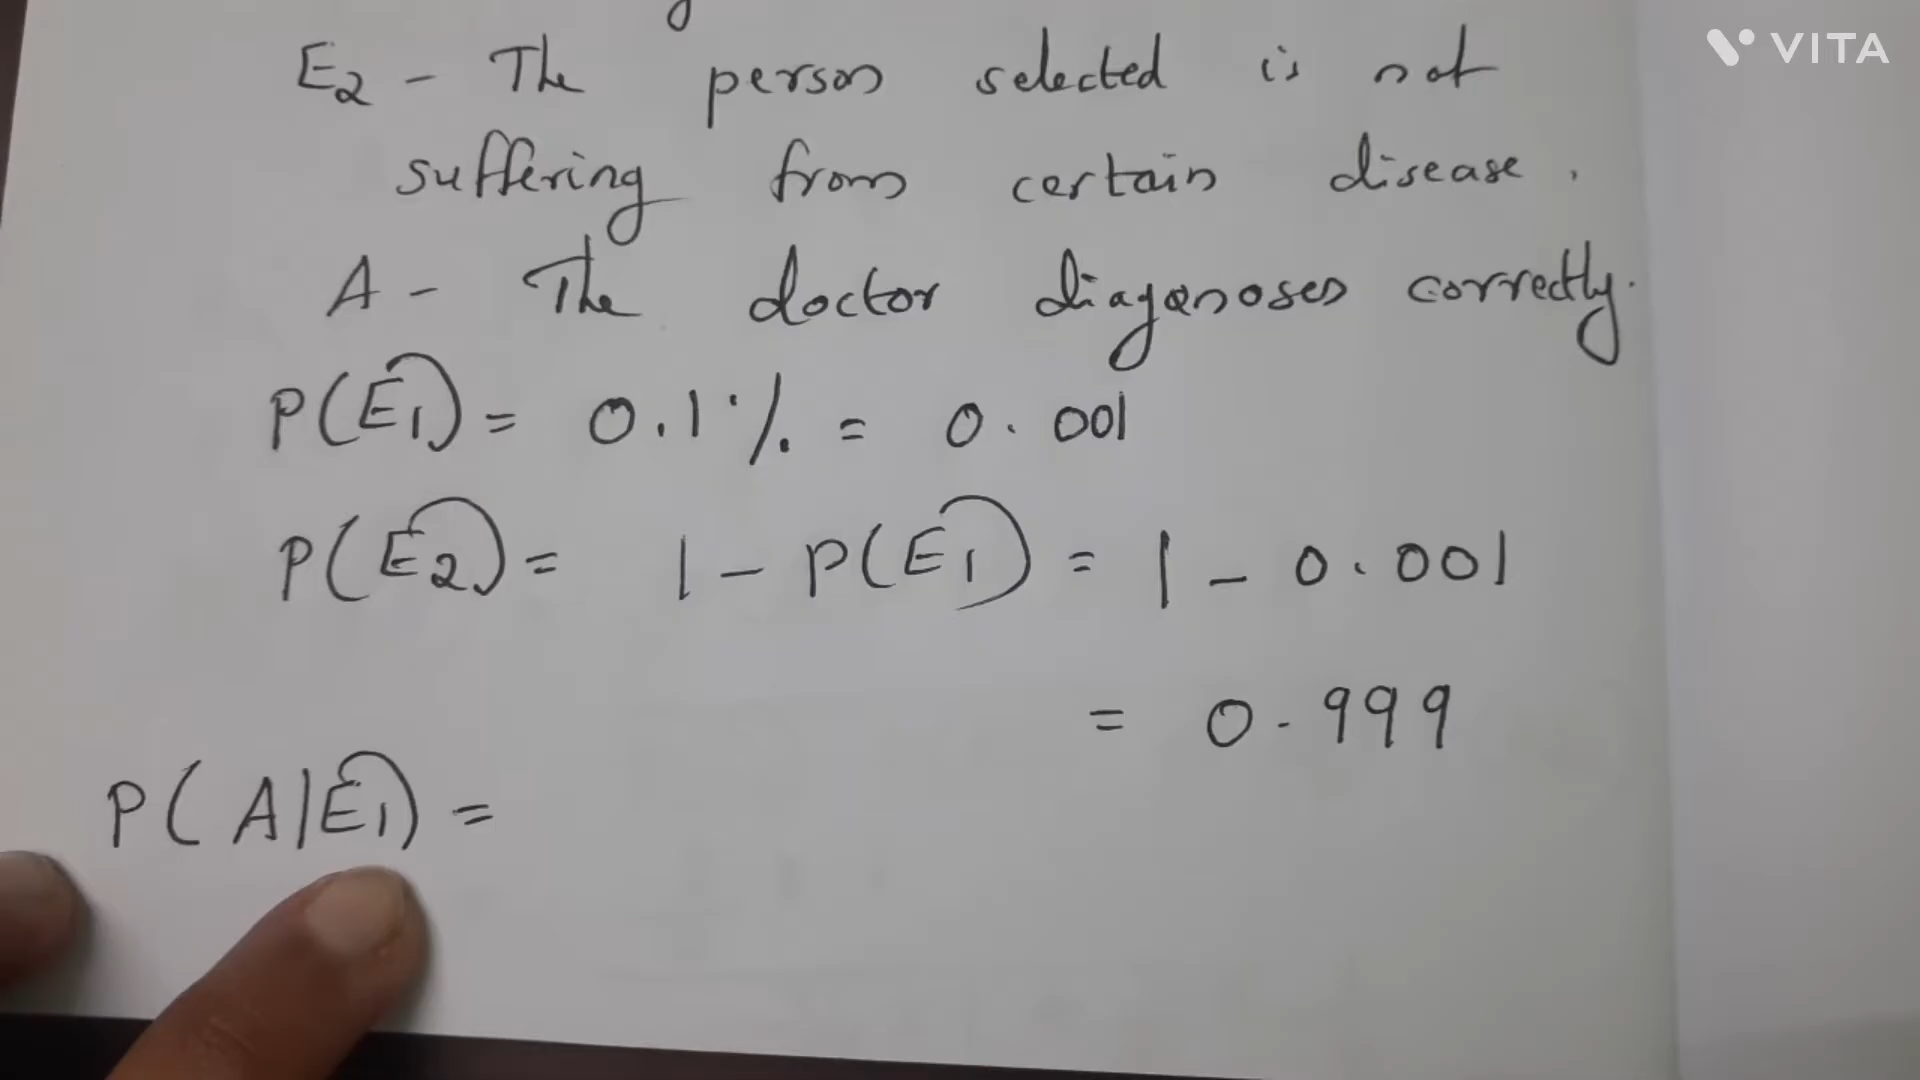 VITA
E2 - The person selected is not
suffering from certain disease.
A - The doctor diagnoses correctly.
P(E1) = 0.1% = 0.001
P(E2) = 1 - P(E1) = 1 - 0.001
= 0.999
P(A|E1) =